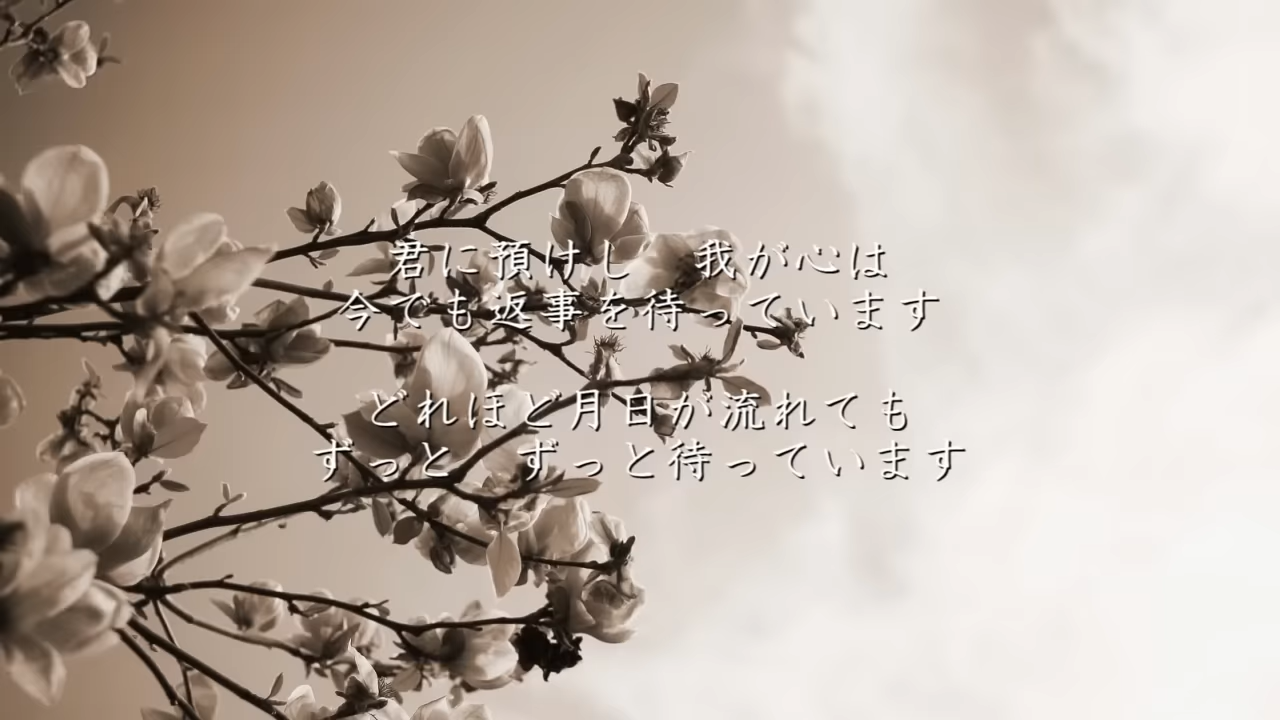 君に預けし　我が心は
今でも返事を待っています
どれほど月日が流れても
ずっと　ずっと待っています